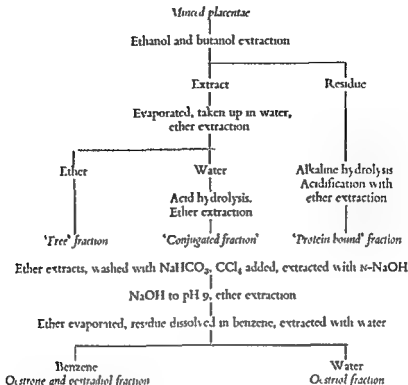 Minced placentae
Ethanol and butanol extraction
Extract Residue
Evaporated, taken up in water,
ether extraction
Ether Water Alkaline hydrolysis
Acidification with
Acid hydrolysis. ether extraction
Ether extraction
'Free' fraction 'Conjugated fraction' 'Protein bound' fraction
Ether extracts, washed with NaHCO₃, CCl₄ added, extracted with N-NaOH
NaOH to pH 9, ether extraction
Ether evaporated, residue dissolved in benzene, extracted with water
Benzene Water
Oestrone and oestradiol fraction Oestriol fraction